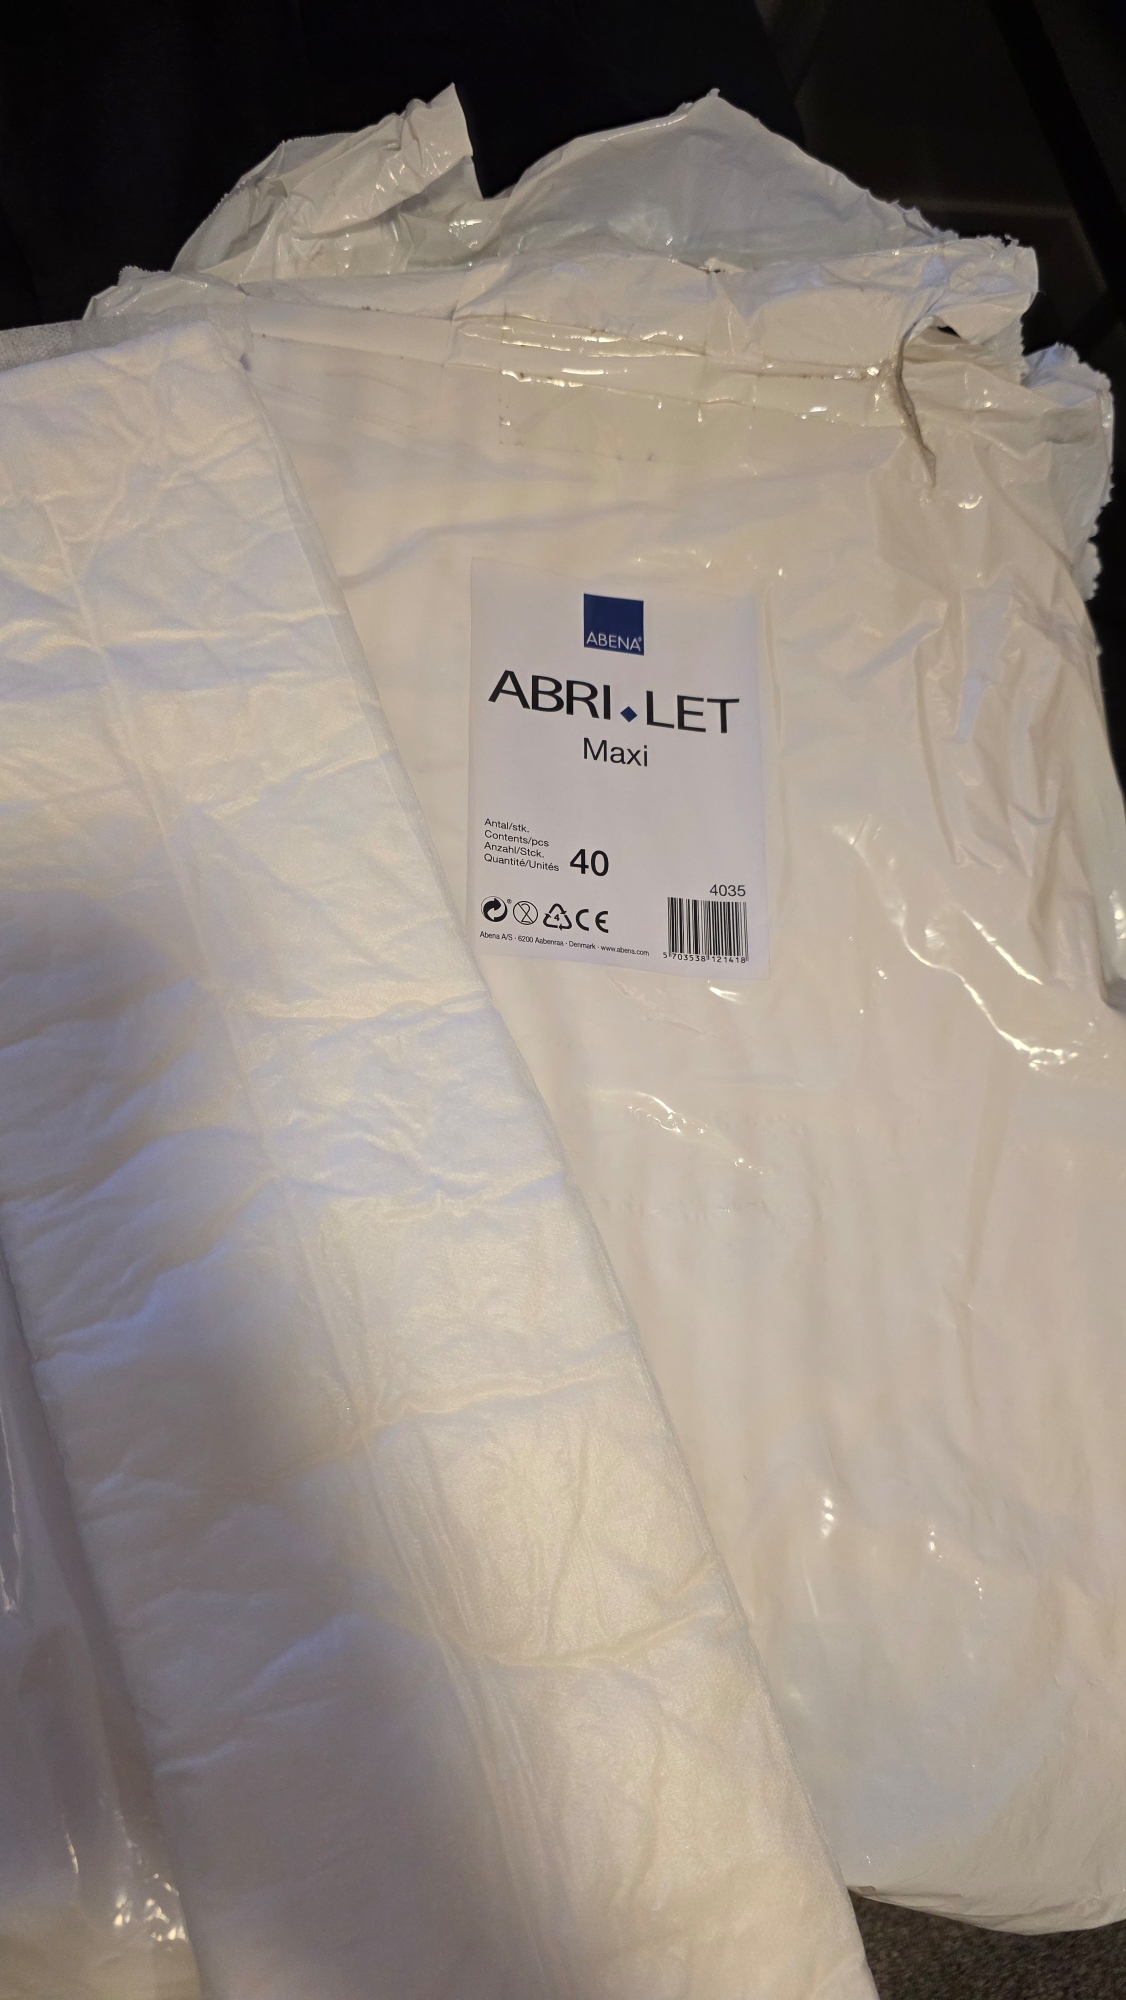 ABENA®
ABRI◆LET
Maxi
Antal/stk.
Contents/pcs
Anzahl/Stck.
Quantité/Unités 40
4035
4
CE
Abena A/S · 6200 Aabenraa · Denmark · www.abena.com
5 703538 121418